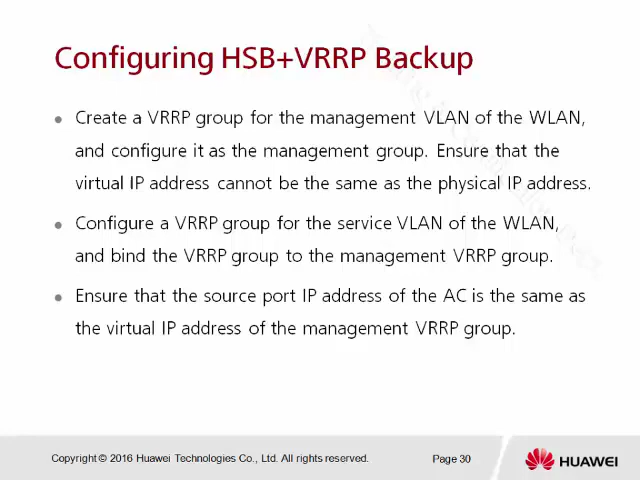 Configuring HSB+VRRP Backup
Create a VRRP group for the management VLAN of the WLAN,
and configure it as the management group. Ensure that the
virtual IP address cannot be the same as the physical IP address.
Configure a VRRP group for the service VLAN of the WLAN,
and bind the VRRP group to the management VRRP group.
Ensure that the source port IP address of the AC is the same as
the virtual IP address of the management VRRP group.
Copyright © 2016 Huawei Technologies Co., Ltd. All rights reserved.
Page 30
HUAWEI